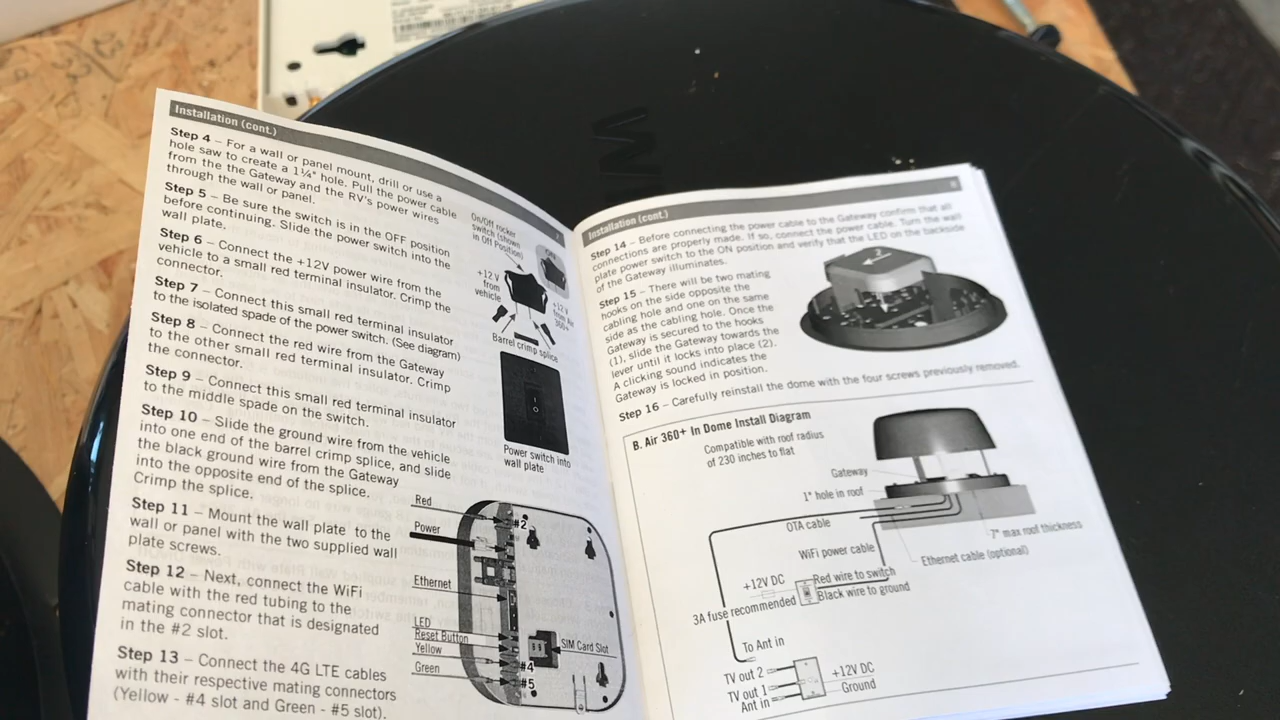 Installation (cont.)
Step 4 – For a wall or panel mount, drill or use a
hole saw to create a 1¼" hole. Pull the power cable
from the the Gateway and the RV's power wires
through the wall or panel.
Step 5 – Be sure the switch is in the OFF position
before continuing. Slide the power switch into the
wall plate.
Step 6 – Connect the +12V power wire from the
vehicle to a small red terminal insulator. Crimp the
connector.
Step 7 – Connect this small red terminal insulator
to the isolated spade of the power switch. (See diagram)
Step 8 – Connect the red wire from the Gateway
to the other small red terminal insulator. Crimp
the connector.
Step 9 – Connect this small red terminal insulator
to the middle spade on the switch.
Step 10 – Slide the ground wire from the vehicle
into one end of the barrel crimp splice, and slide
the black ground wire from the Gateway
into the opposite end of the splice.
Crimp the splice.
Step 11 – Mount the wall plate to the
wall or panel with the two supplied wall
plate screws.
Step 12 – Next, connect the WiFi
cable with the red tubing to the
mating connector that is designated
in the #2 slot.
Step 13 – Connect the 4G LTE cables
with their respective mating connectors
(Yellow - #4 slot and Green - #5 slot).
On/Off rocker
switch (shown
in Off Position)
+12 V
from
vehicle
+12 V
from Air
360+
Barrel crimp splice
Power switch into
wall plate
Red
#2
Power
Ethernet
LED
Reset Button
Yellow
Green
SIM Card Slot
#4
#5
Installation (cont.)
Step 14 – Before connecting the power cable to the Gateway confirm that all
connections are properly made. If so, connect the power cable. Turn the wall
plate power switch to the ON position and verify that the LED on the backside
of the Gateway illuminates.
Step 15 – There will be two mating
hooks on the side opposite the
cabling hole and one on the same
side as the cabling hole. Once the
Gateway is secured to the hooks
(1), slide the Gateway towards the
lever until it locks into place (2).
A clicking sound indicates the
Gateway is locked in position.
Step 16 – Carefully reinstall the dome with the four screws previously removed.
B. Air 360+ In Dome Install Diagram
Compatible with roof radius
of 230 inches to flat
Gateway
1" hole in roof
OTA cable
7" max roof thickness
WiFi power cable
Ethernet cable (optional)
+12V DC
Red wire to switch
Black wire to ground
3A fuse recommended
To Ant in
TV out 2
TV out 1
Ant in
+12V DC
Ground